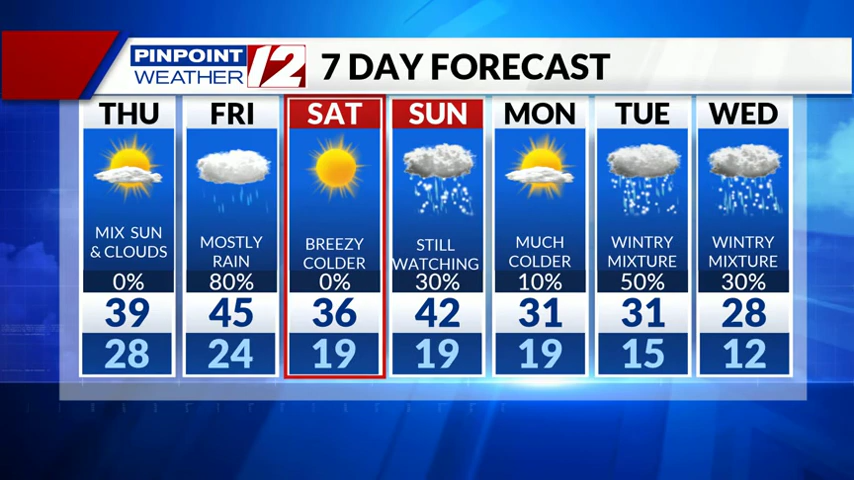 PINPOINT
WEATHER 12
7 DAY FORECAST
THU
MIX SUN
& CLOUDS
0%
39
28
FRI
MOSTLY
RAIN
80%
45
24
SAT
BREEZY
COLDER
0%
36
19
SUN
STILL
WATCHING
30%
42
19
MON
MUCH
COLDER
10%
31
19
TUE
WINTRY
MIXTURE
50%
31
15
WED
WINTRY
MIXTURE
30%
28
12